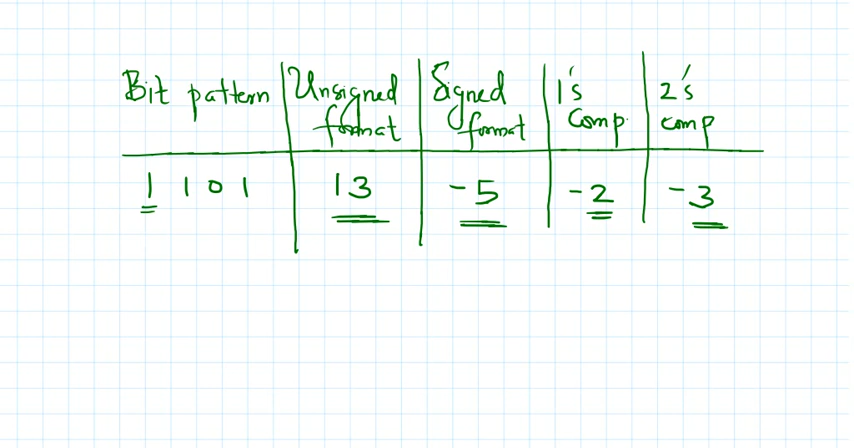 Bit pattern Unsigned format Signed format 1's comp. 2's comp
1 1 0 1 13 -5 -2 -3